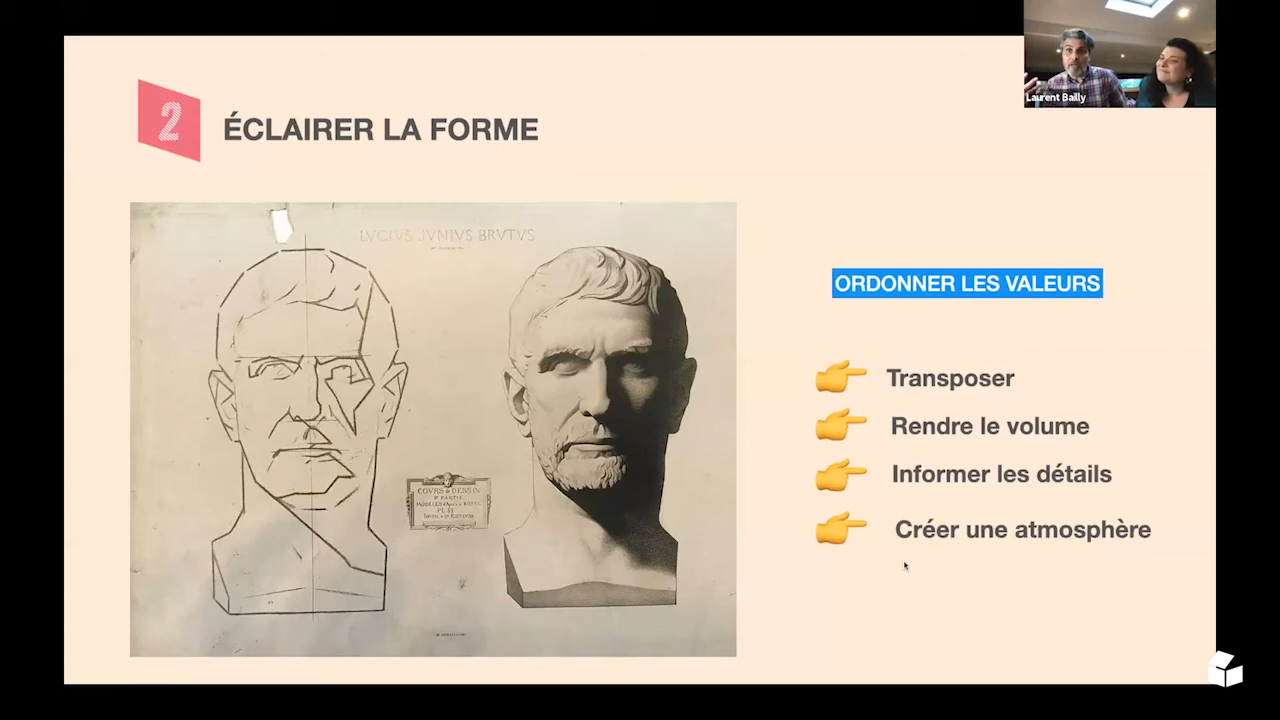 Laurent Bailly
2
ÉCLAIRER LA FORME
LVCIVS JVNIVS BRVTVS
COVRS DE DESSIN
ORDONNER LES VALEURS
Transposer
Rendre le volume
Informer les détails
Créer une atmosphère